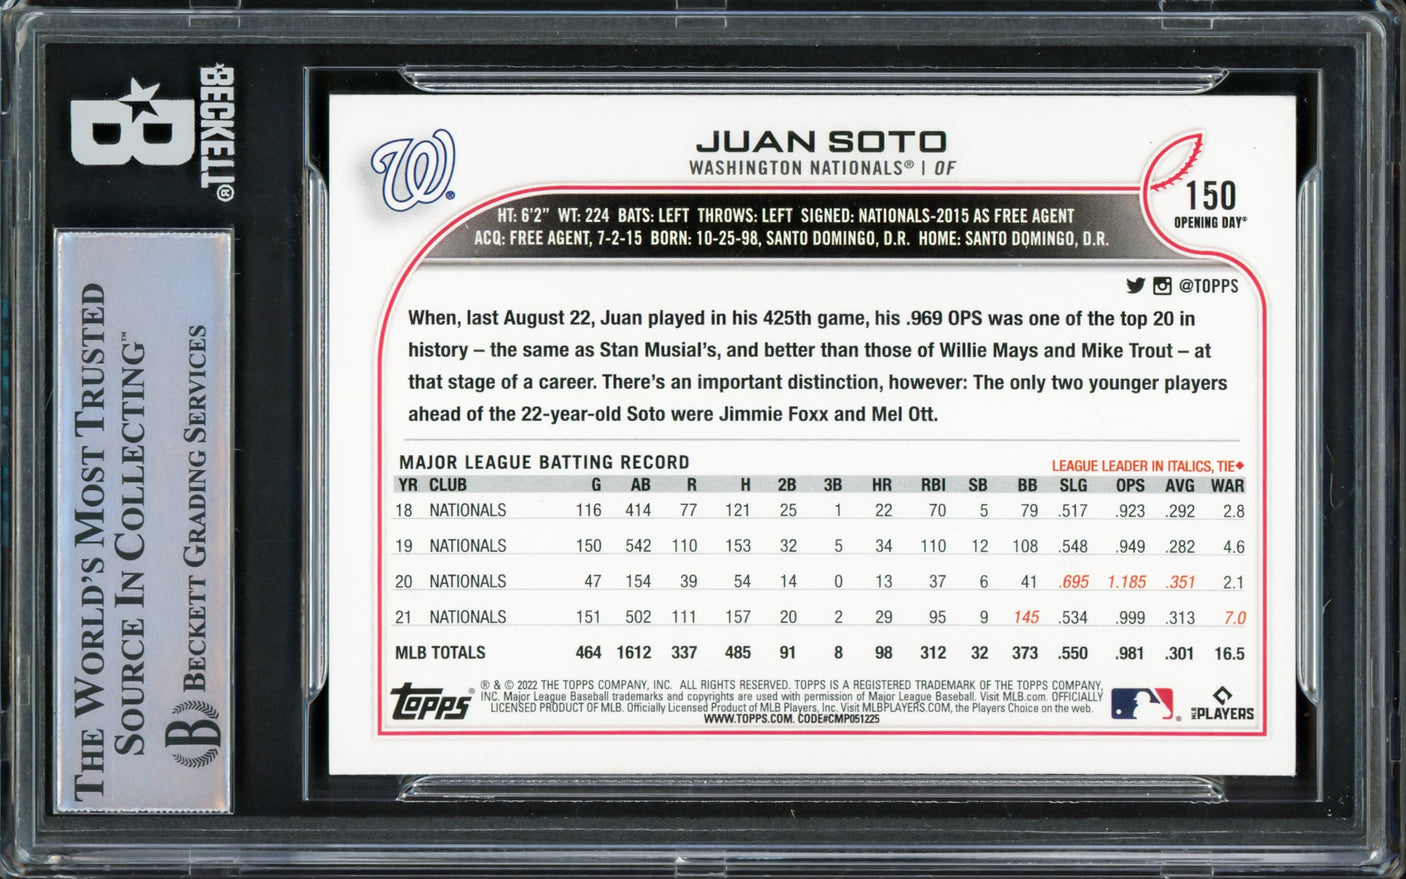 BECKETT®
THE WORLD'S MOST TRUSTED
SOURCE IN COLLECTING™
BECKETT GRADING SERVICES
JUAN SOTO
WASHINGTON NATIONALS® | OF
150
OPENING DAY®
HT: 6'2" WT: 224 BATS: LEFT THROWS: LEFT SIGNED: NATIONALS-2015 AS FREE AGENT
ACQ: FREE AGENT, 7-2-15 BORN: 10-25-98, SANTO DOMINGO, D.R. HOME: SANTO DOMINGO, D.R.
@TOPPS
When, last August 22, Juan played in his 425th game, his .969 OPS was one of the top 20 in
history – the same as Stan Musial's, and better than those of Willie Mays and Mike Trout – at
that stage of a career. There's an important distinction, however: The only two younger players
ahead of the 22-year-old Soto were Jimmie Foxx and Mel Ott.
MAJOR LEAGUE BATTING RECORD
LEAGUE LEADER IN ITALICS, TIE◆
YR CLUB G AB R H 2B 3B HR RBI SB BB SLG OPS AVG WAR
18 NATIONALS 116 414 77 121 25 1 22 70 5 79 .517 .923 .292 2.8
19 NATIONALS 150 542 110 153 32 5 34 110 12 108 .548 .949 .282 4.6
20 NATIONALS 47 154 39 54 14 0 13 37 6 41 .695 1.185 .351 2.1
21 NATIONALS 151 502 111 157 20 2 29 95 9 145 .534 .999 .313 7.0
MLB TOTALS 464 1612 337 485 91 8 98 312 32 373 .550 .981 .301 16.5
Topps®
® & © 2022 THE TOPPS COMPANY, INC. ALL RIGHTS RESERVED. TOPPS IS A REGISTERED TRADEMARK OF THE TOPPS COMPANY,
INC. Major League Baseball trademarks and copyrights are used with permission of Major League Baseball. Visit MLB.com. OFFICIALLY
LICENSED PRODUCT OF MLB. Officially Licensed Product of MLB Players, Inc. Visit MLBPLAYERS.COM, the Players Choice on the web.
WWW.TOPPS.COM. CODE#CMP051225
MLB PLAYERS